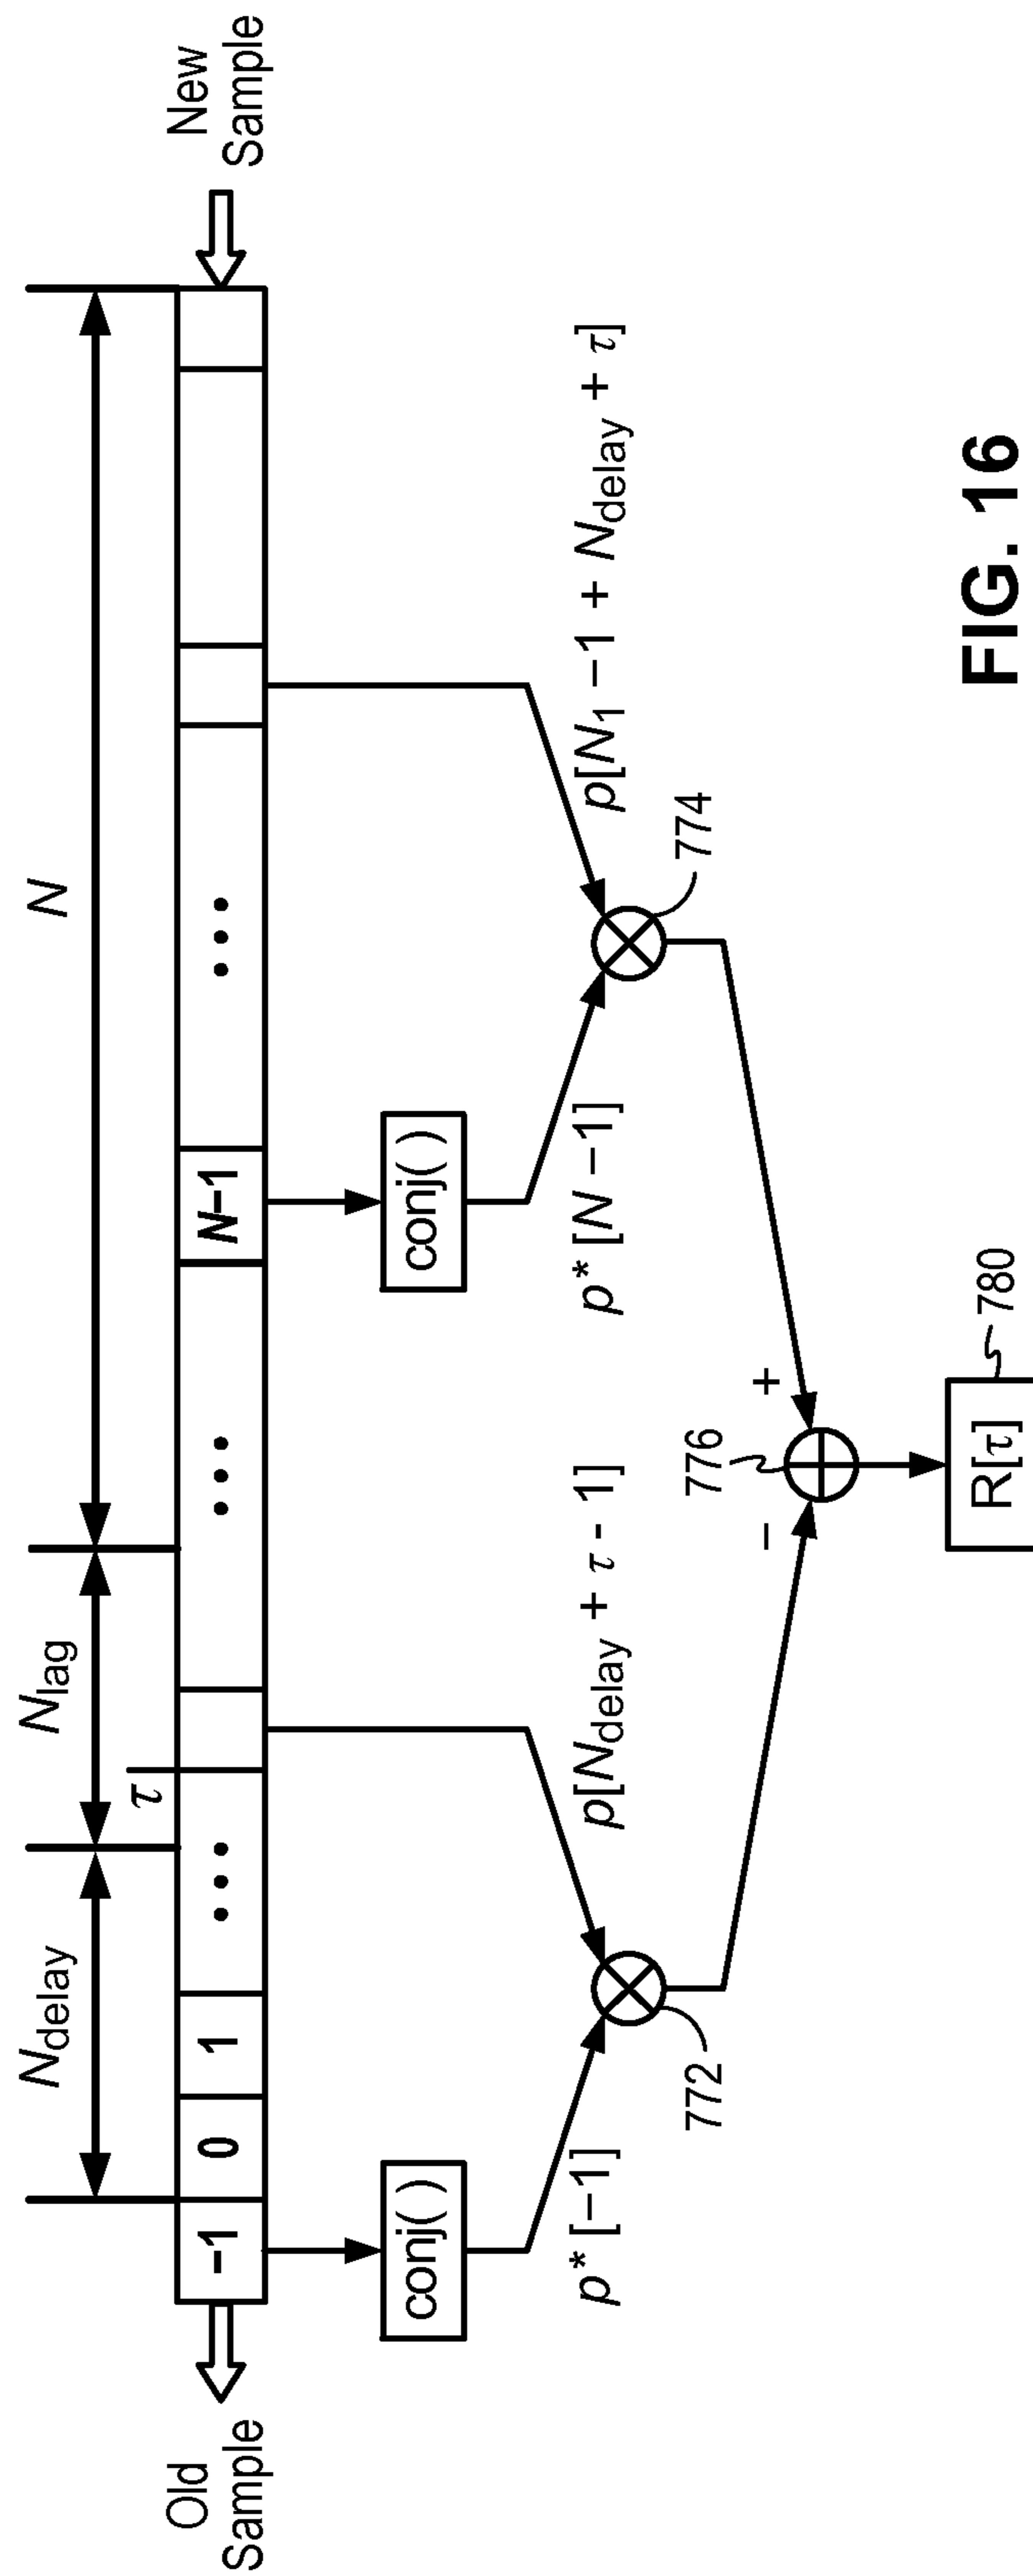 N
N_delay
N_lag
τ
Old
Sample
-1
0
1
•••
•••
N-1
•••
New
Sample
conj( )
conj( )
p* [−1]
p[N_delay + τ - 1]
p* [N −1]
p[N₁ −1 + N_delay + τ]
772
774
776
−
+
R[τ]
780
FIG. 16